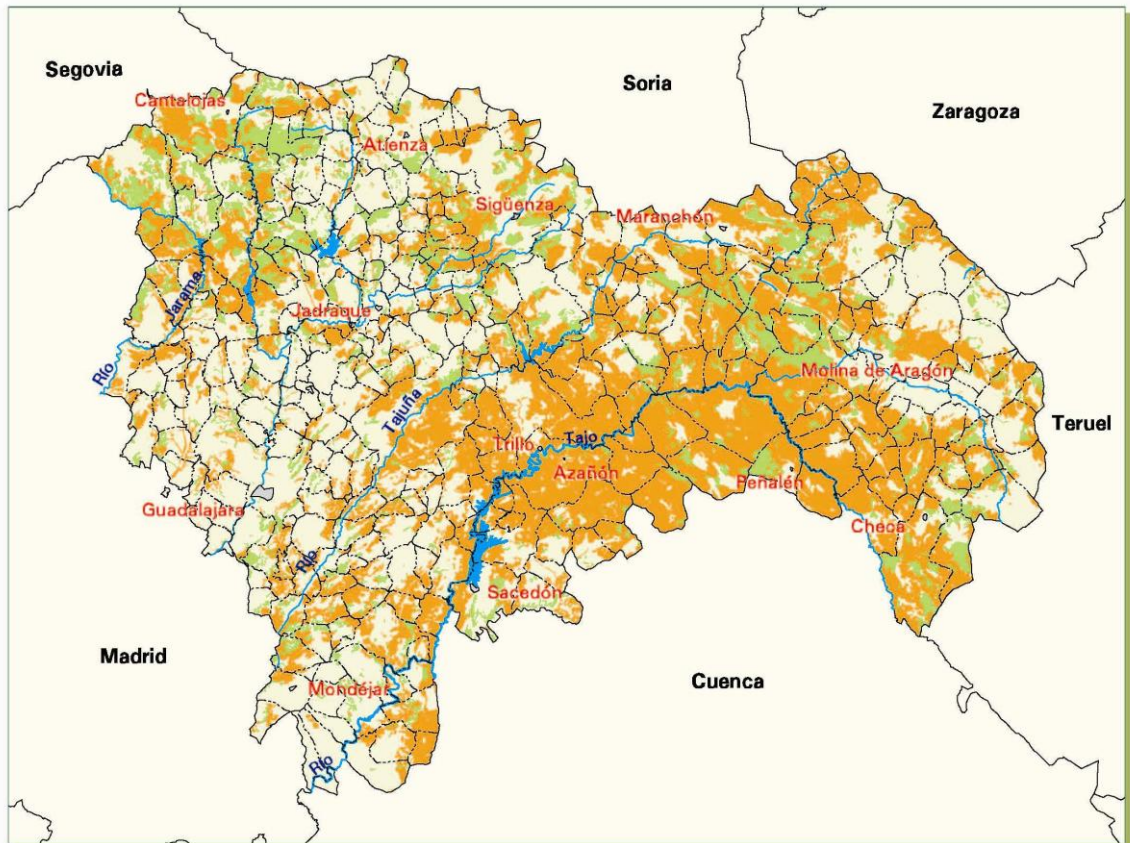 Segovia
Soria
Cantalojas
Zaragoza
Atienza
Sigüenza
Maranchón
Jarama
Jadraque
Río
Molina de Aragón
Tajuña
Teruel
Trillo
Tajo
Azañón
Peñalén
Guadalajara
Checa
Río
Sacedón
Madrid
Cuenca
Mondéjar
Río